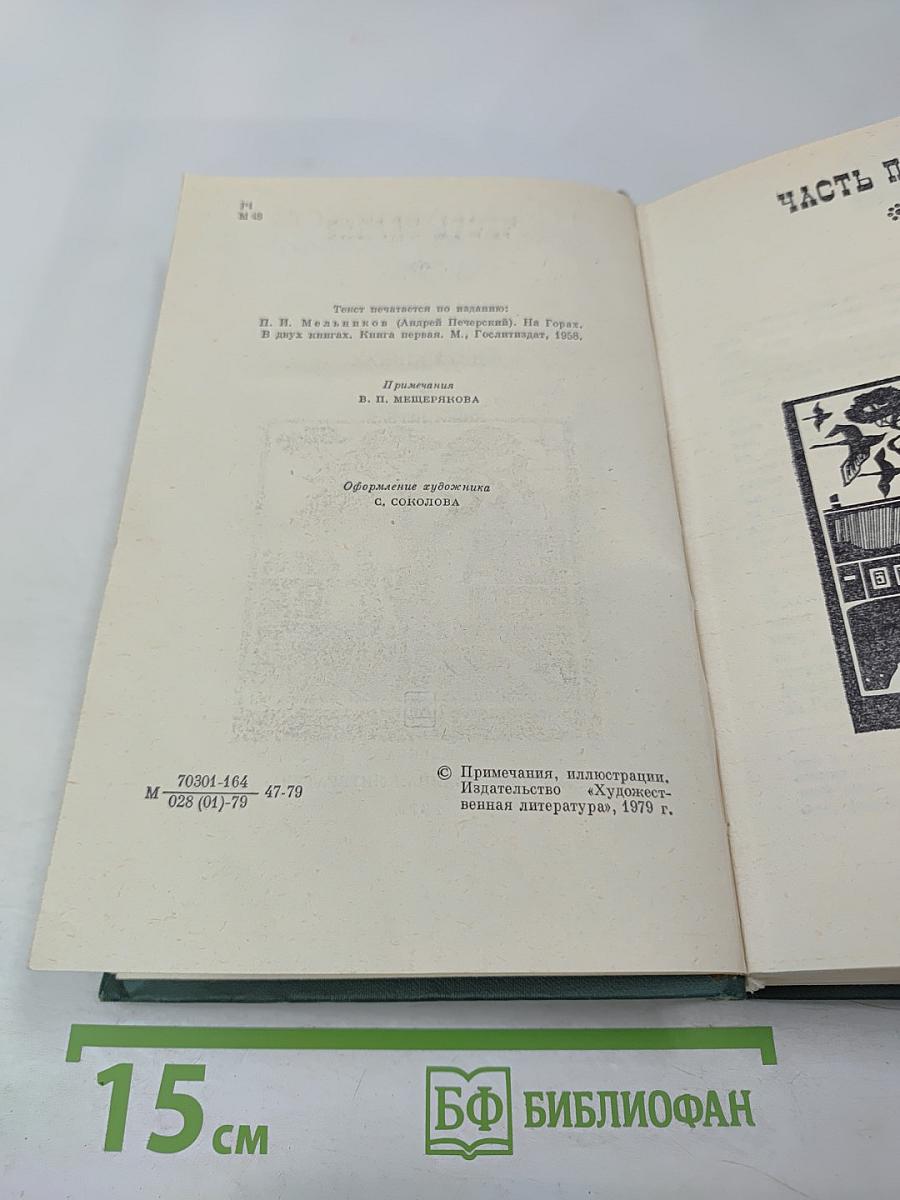 М 48
Текст печатается по изданию:
П. И. Мельников (Андрей Печерский). На Горах.
В двух книгах. Книга первая. М., Гослитиздат, 1958.
Примечания
В. П. МЕЩЕРЯКОВА
Оформление художника
С. СОКОЛОВА
М 70301-164 47-79
028 (01)-79
© Примечания, иллюстрации.
Издательство «Художест-
венная литература», 1979 г.
ЧАСТЬ П
15 см
БФ БИБЛИОФАН